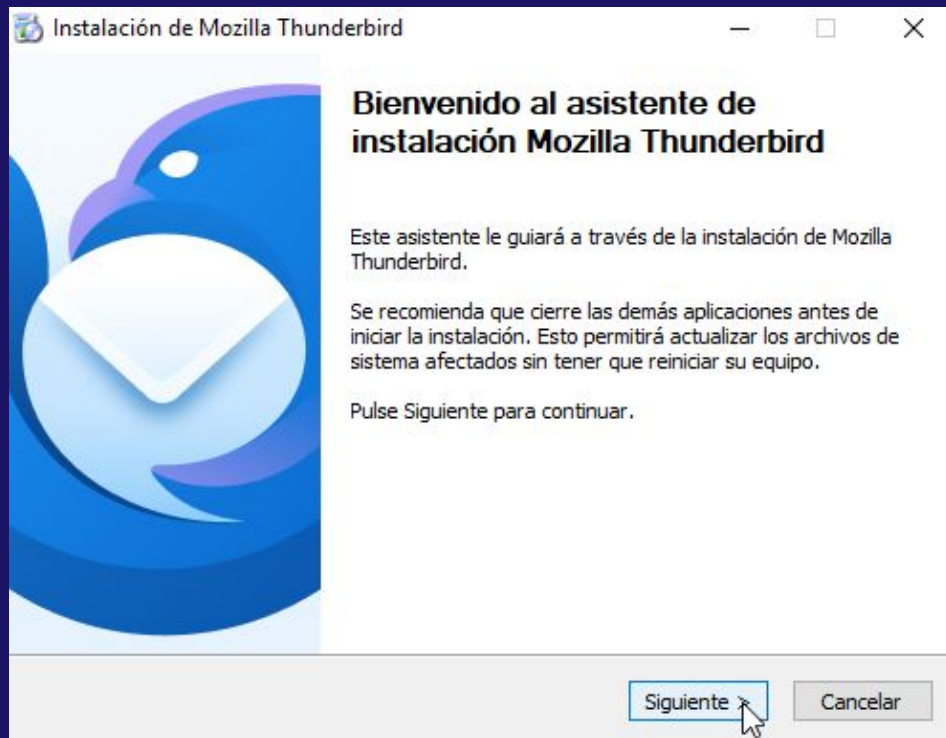 Instalación de Mozilla Thunderbird
Bienvenido al asistente de
instalación Mozilla Thunderbird
Este asistente le guiará a través de la instalación de Mozilla
Thunderbird.
Se recomienda que cierre las demás aplicaciones antes de
iniciar la instalación. Esto permitirá actualizar los archivos de
sistema afectados sin tener que reiniciar su equipo.
Pulse Siguiente para continuar.
Siguiente >
Cancelar